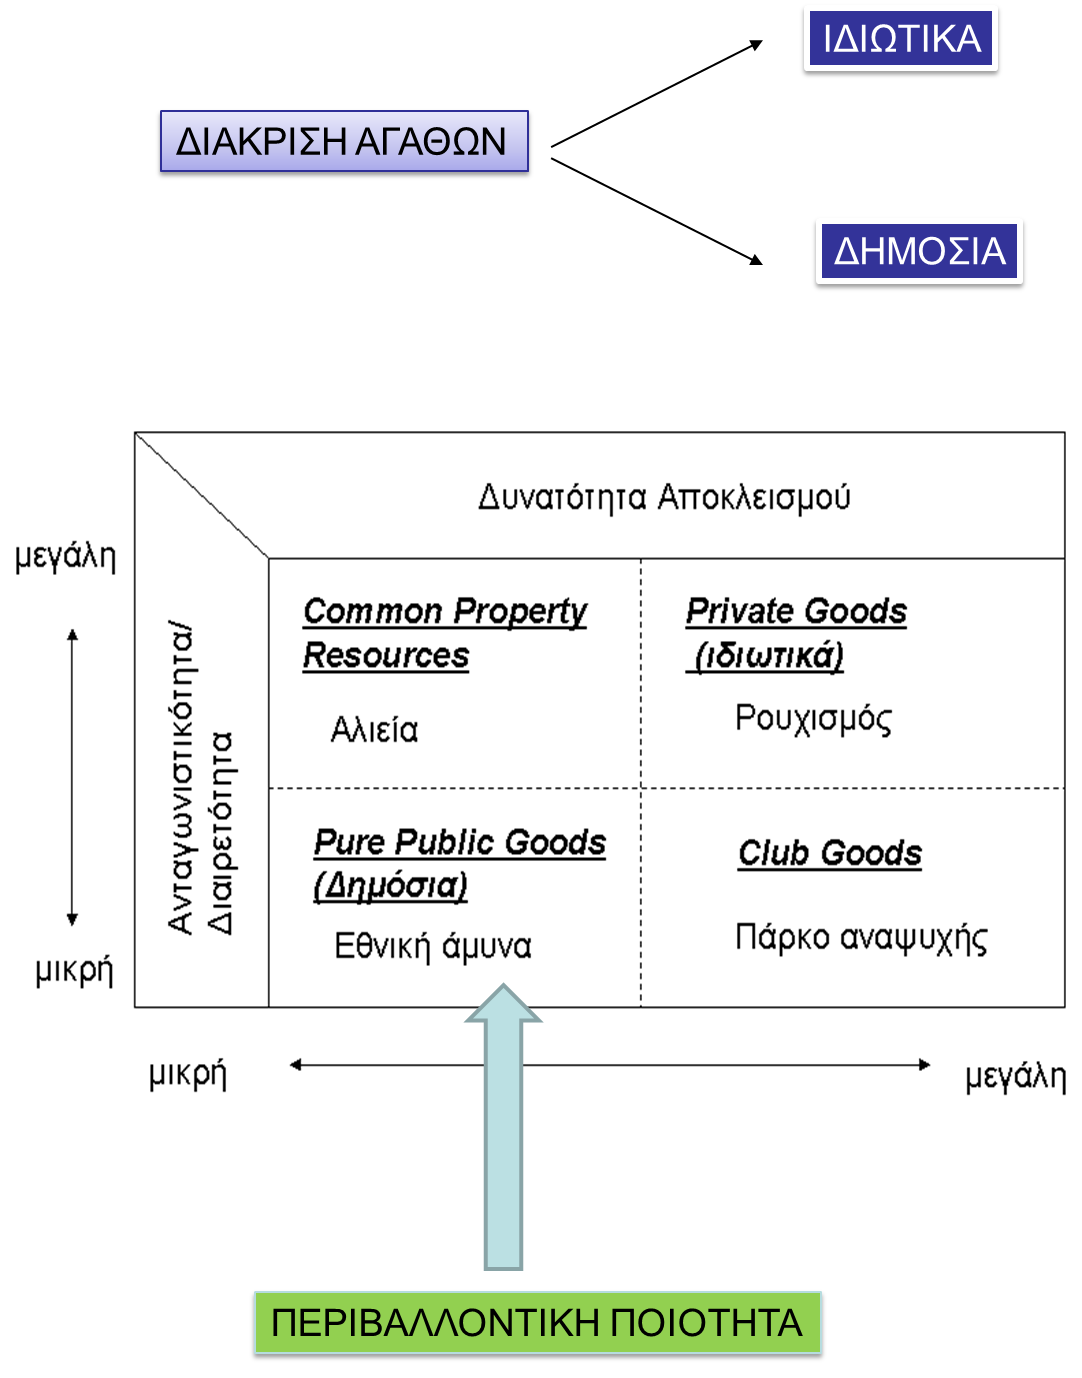 ΙΔΙΩΤΙΚΑ
ΔΙΑΚΡΙΣΗ ΑΓΑΘΩΝ
ΔΗΜΟΣΙΑ
Δυνατότητα Αποκλεισμού
μεγάλη
Ανταγωνιστικότητα/
Διαιρετότητα
μικρή
Common Property
Resources
Αλιεία
Private Goods
(ιδιωτικά)
Ρουχισμός
Pure Public Goods
(Δημόσια)
Εθνική άμυνα
Club Goods
Πάρκο αναψυχής
μικρή
μεγάλη
ΠΕΡΙΒΑΛΛΟΝΤΙΚΗ ΠΟΙΟΤΗΤΑ